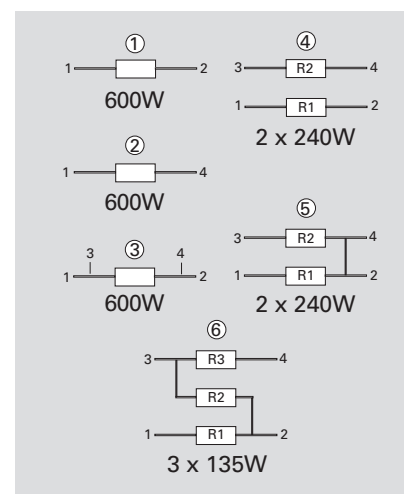 ① ④
1 2 3 R2 4
600W
1 R1 2
② 2 x 240W
1 4
600W
⑤
3 4 ③ 3 R2 4
1 2 1 R1 2
600W 2 x 240W
⑥
3 R3 4
R2
1 R1 2
3 x 135W